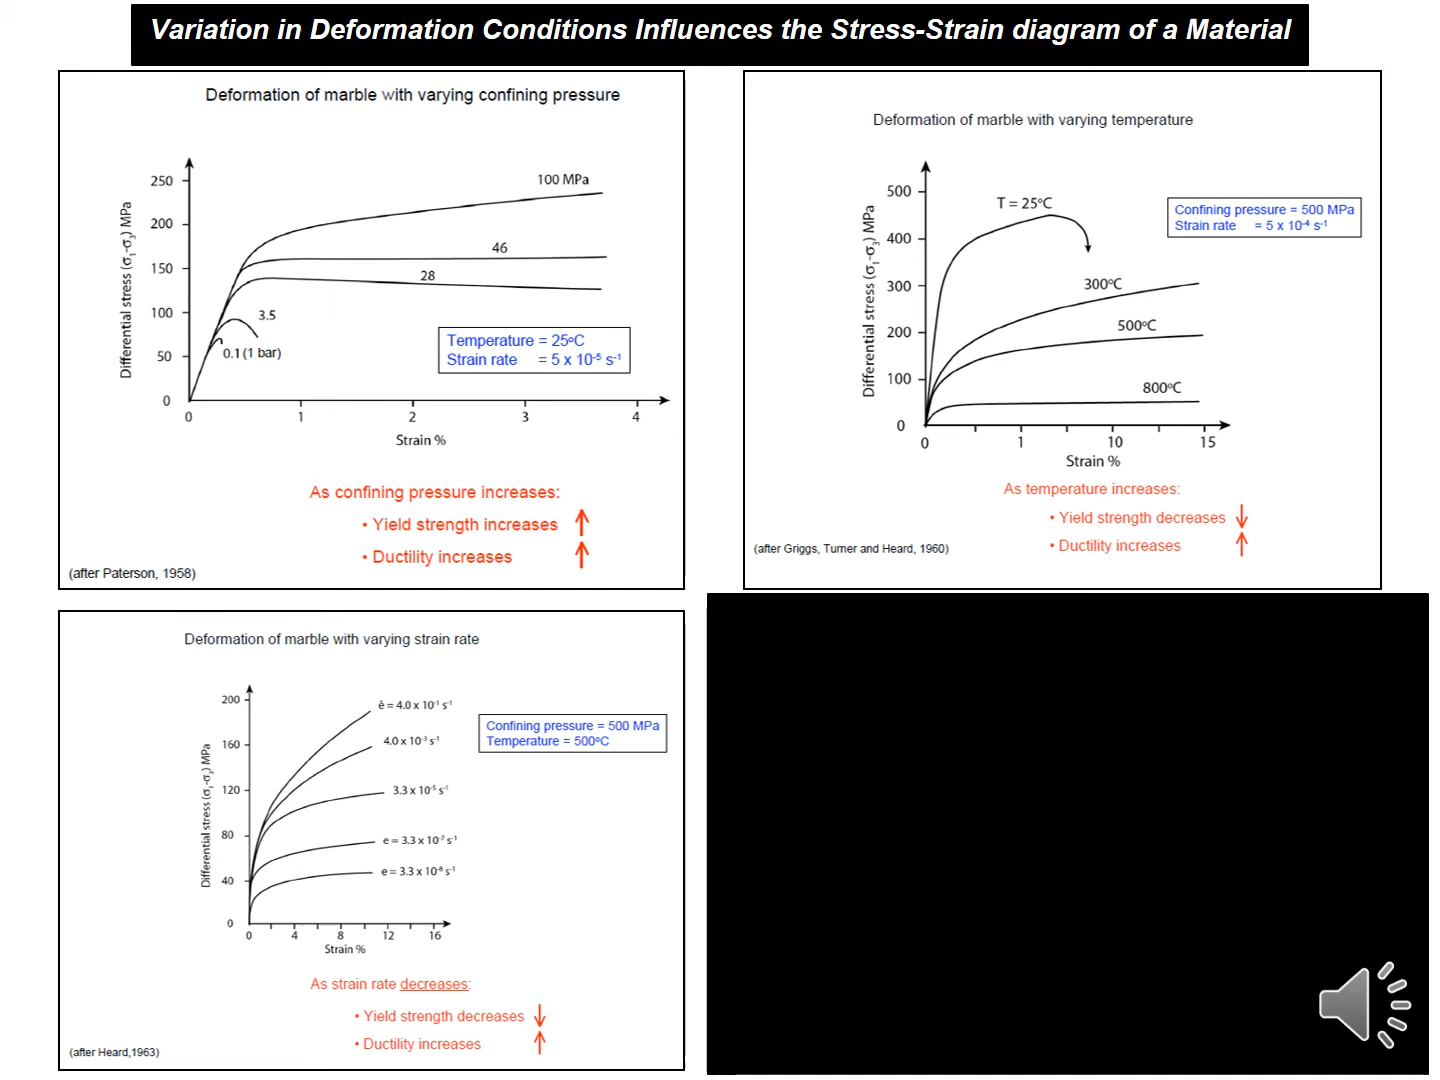 Variation in Deformation Conditions Influences the Stress-Strain diagram of a Material
Deformation of marble with varying confining pressure
Differential stress (σ₁-σ₃) MPa
250
200
150
100
50
0
100 MPa
46
28
3.5
0.1 (1 bar)
Temperature = 25°C
Strain rate = 5 x 10⁻⁵ s⁻¹
0 1 2 3 4
Strain %
As confining pressure increases:
• Yield strength increases
• Ductility increases
(after Paterson, 1958)
Deformation of marble with varying temperature
Differential stress (σ₁-σ₃) MPa
500
400
300
200
100
0
T = 25°C
300°C
500°C
800°C
Confining pressure = 500 MPa
Strain rate = 5 x 10⁻⁴ s⁻¹
0 1 10 15
Strain %
As temperature increases:
• Yield strength decreases
• Ductility increases
(after Griggs, Turner and Heard, 1960)
Deformation of marble with varying strain rate
Differential stress (σ₁-σ₃) MPa
200
160
120
80
40
0
ė = 4.0 x 10⁻¹ s⁻¹
4.0 x 10⁻³ s⁻¹
3.3 x 10⁻⁵ s⁻¹
e = 3.3 x 10⁻⁷ s⁻¹
e = 3.3 x 10⁻⁸ s⁻¹
Confining pressure = 500 MPa
Temperature = 500°C
0 4 8 12 16
Strain %
As strain rate decreases:
• Yield strength decreases
• Ductility increases
(after Heard,1963)